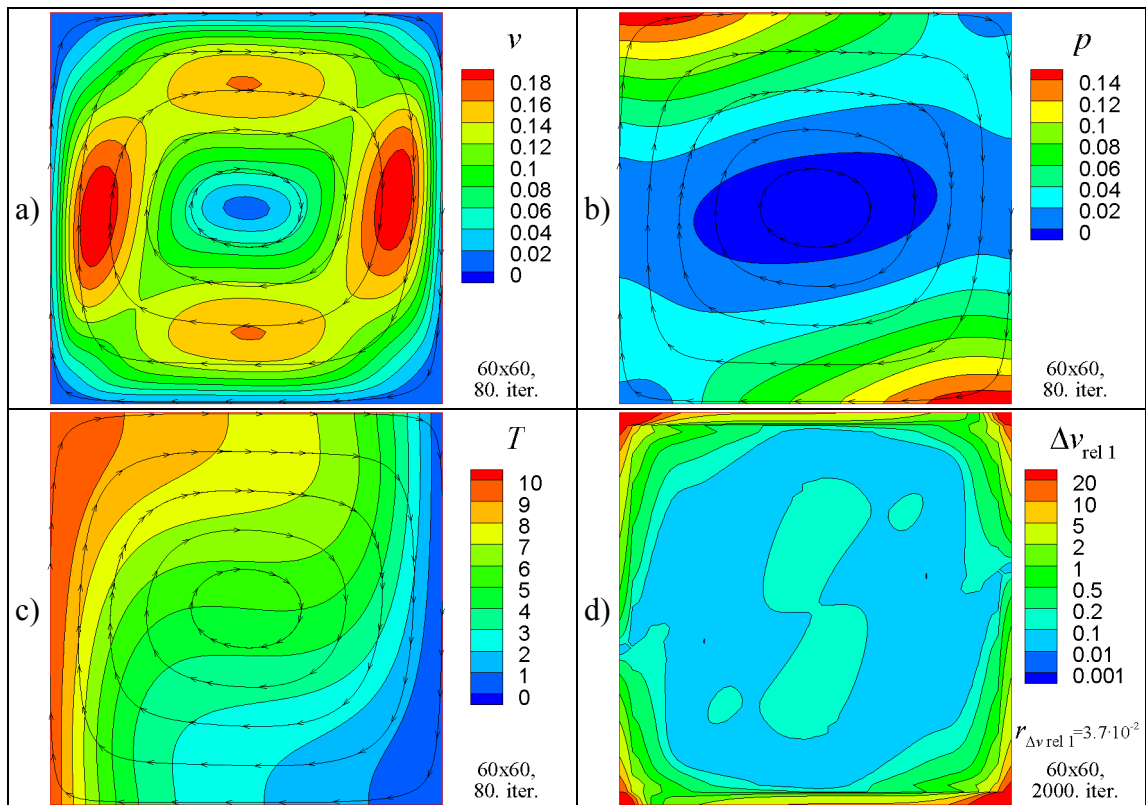 a)
v
0.18
0.16
0.14
0.12
0.1
0.08
0.06
0.04
0.02
0
60x60,
80. iter.
b)
p
0.14
0.12
0.1
0.08
0.06
0.04
0.02
0
60x60,
80. iter.
c)
T
10
9
8
7
6
5
4
3
2
1
0
60x60,
80. iter.
d)
Δv rel 1
20
10
5
2
1
0.5
0.2
0.1
0.01
0.001
r Δv rel 1 =3.7·10⁻²
60x60,
2000. iter.